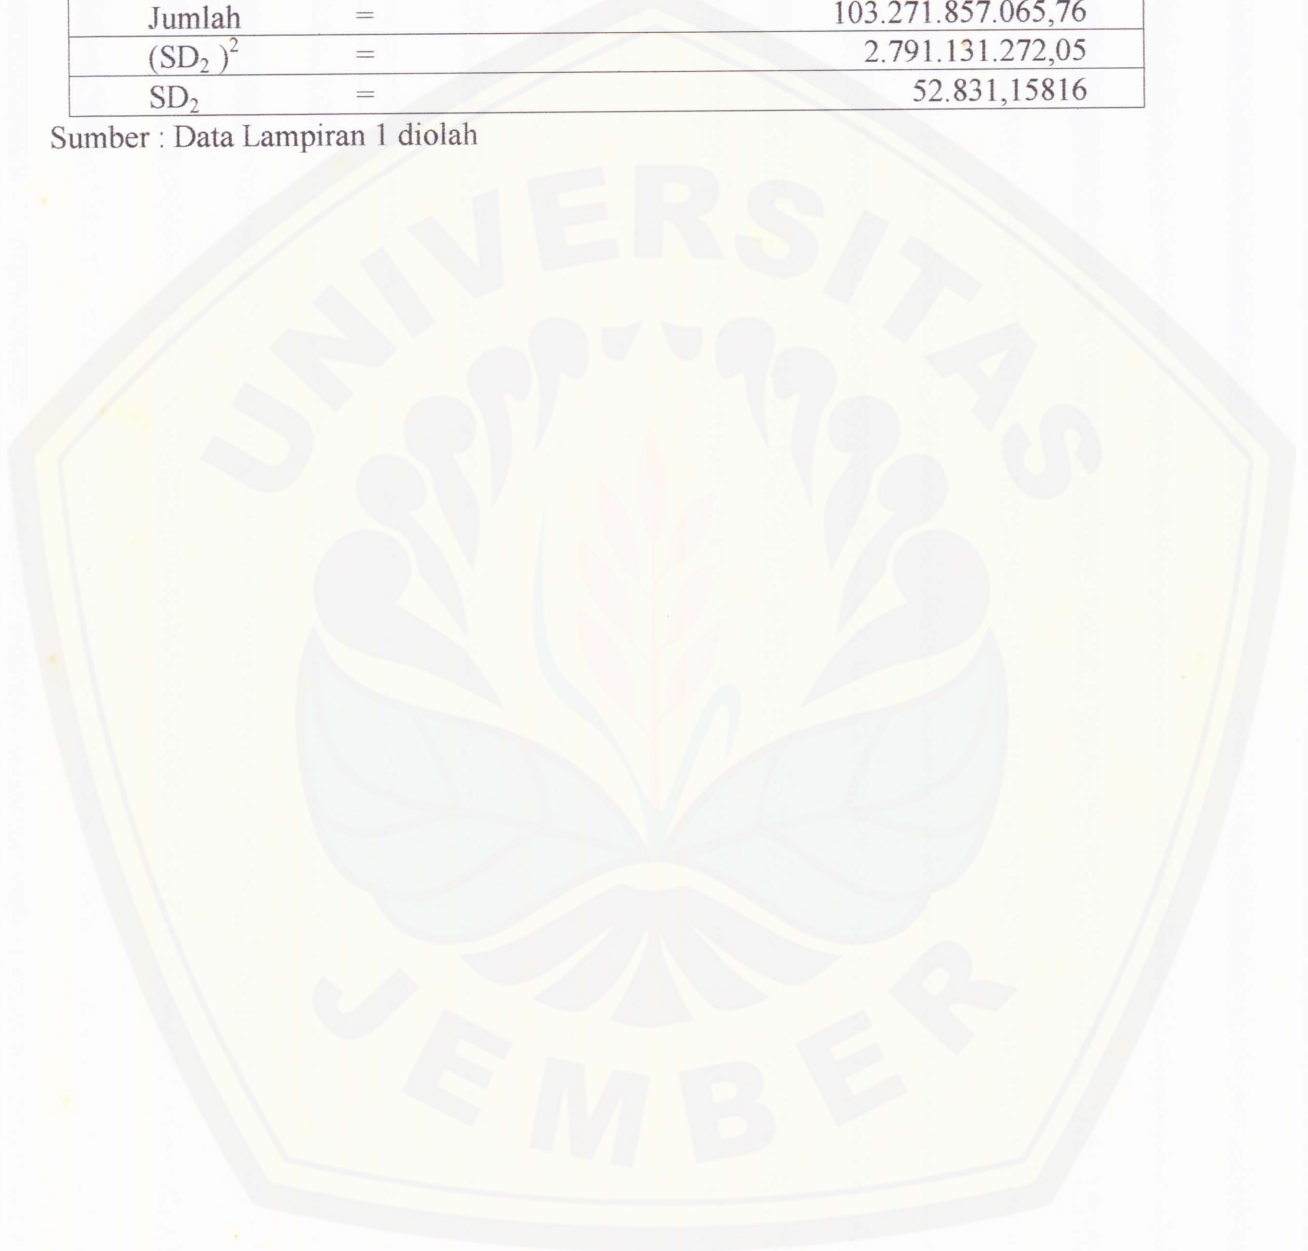 Jumlah = 103.271.857.065,76
(SD₂ )² = 2.791.131.272,05
SD₂ = 52.831,15816
Sumber : Data Lampiran 1 diolah
UNIVERSITAS
JEMBER